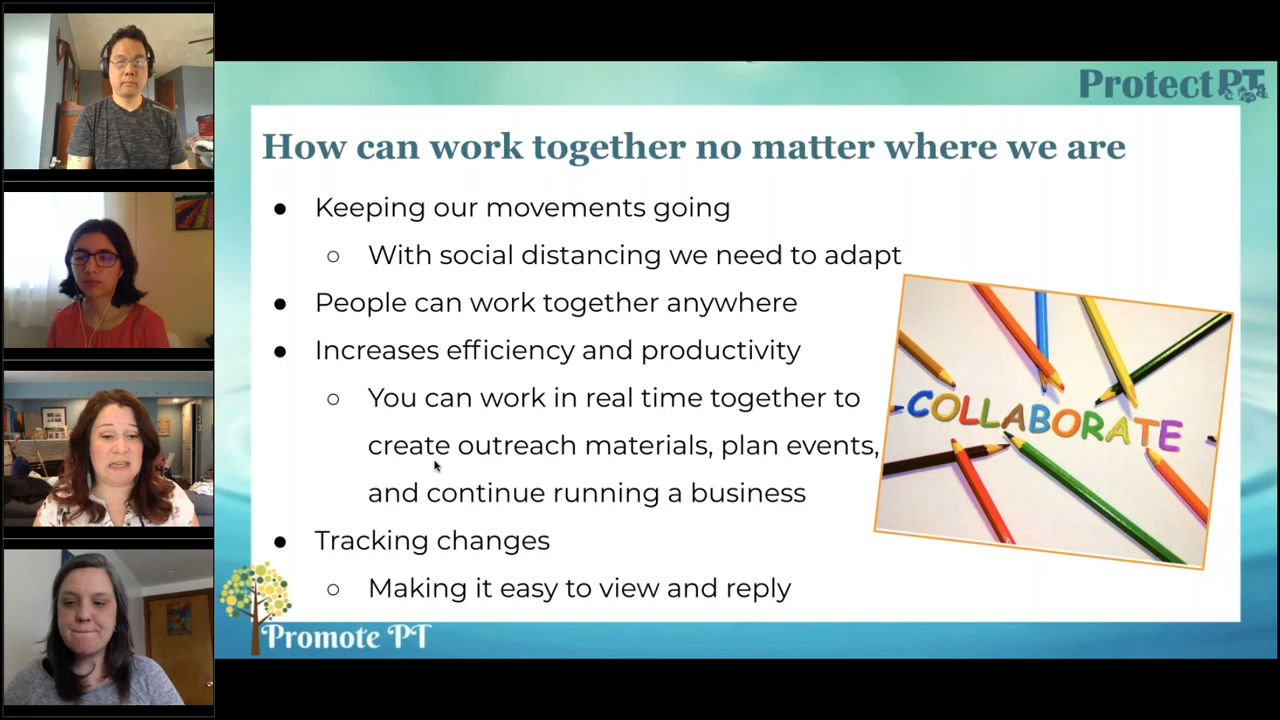 Protect PT
How can work together no matter where we are
● Keeping our movements going
○ With social distancing we need to adapt
● People can work together anywhere
● Increases efficiency and productivity
○ You can work in real time together to
create outreach materials, plan events,
and continue running a business
COLLABORATE
● Tracking changes
○ Making it easy to view and reply
Promote PT